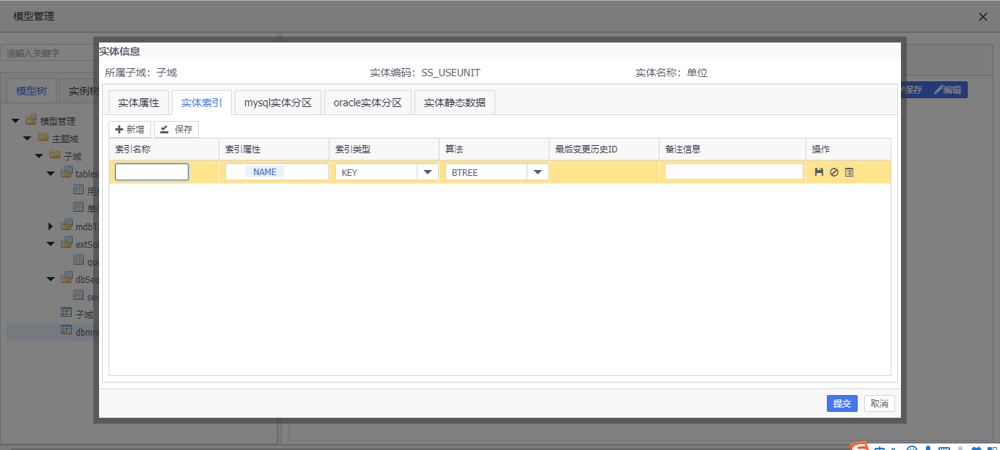 模型管理
请输入关键字
模型树 实例树
模型管理
主题域
子域
tables
用
单
mdbTa
extSql
que
dbSeq
seq
子域
dbmm
保存 编辑
实体信息
所属子域：子域 实体编码：SS_USEUNIT 实体名称：单位
实体属性 实体索引 mysql实体分区 oracle实体分区 实体静态数据
新增 保存
索引名称 索引属性 索引类型 算法 最后变更历史ID 备注信息 操作
NAME KEY BTREE
提交 取消